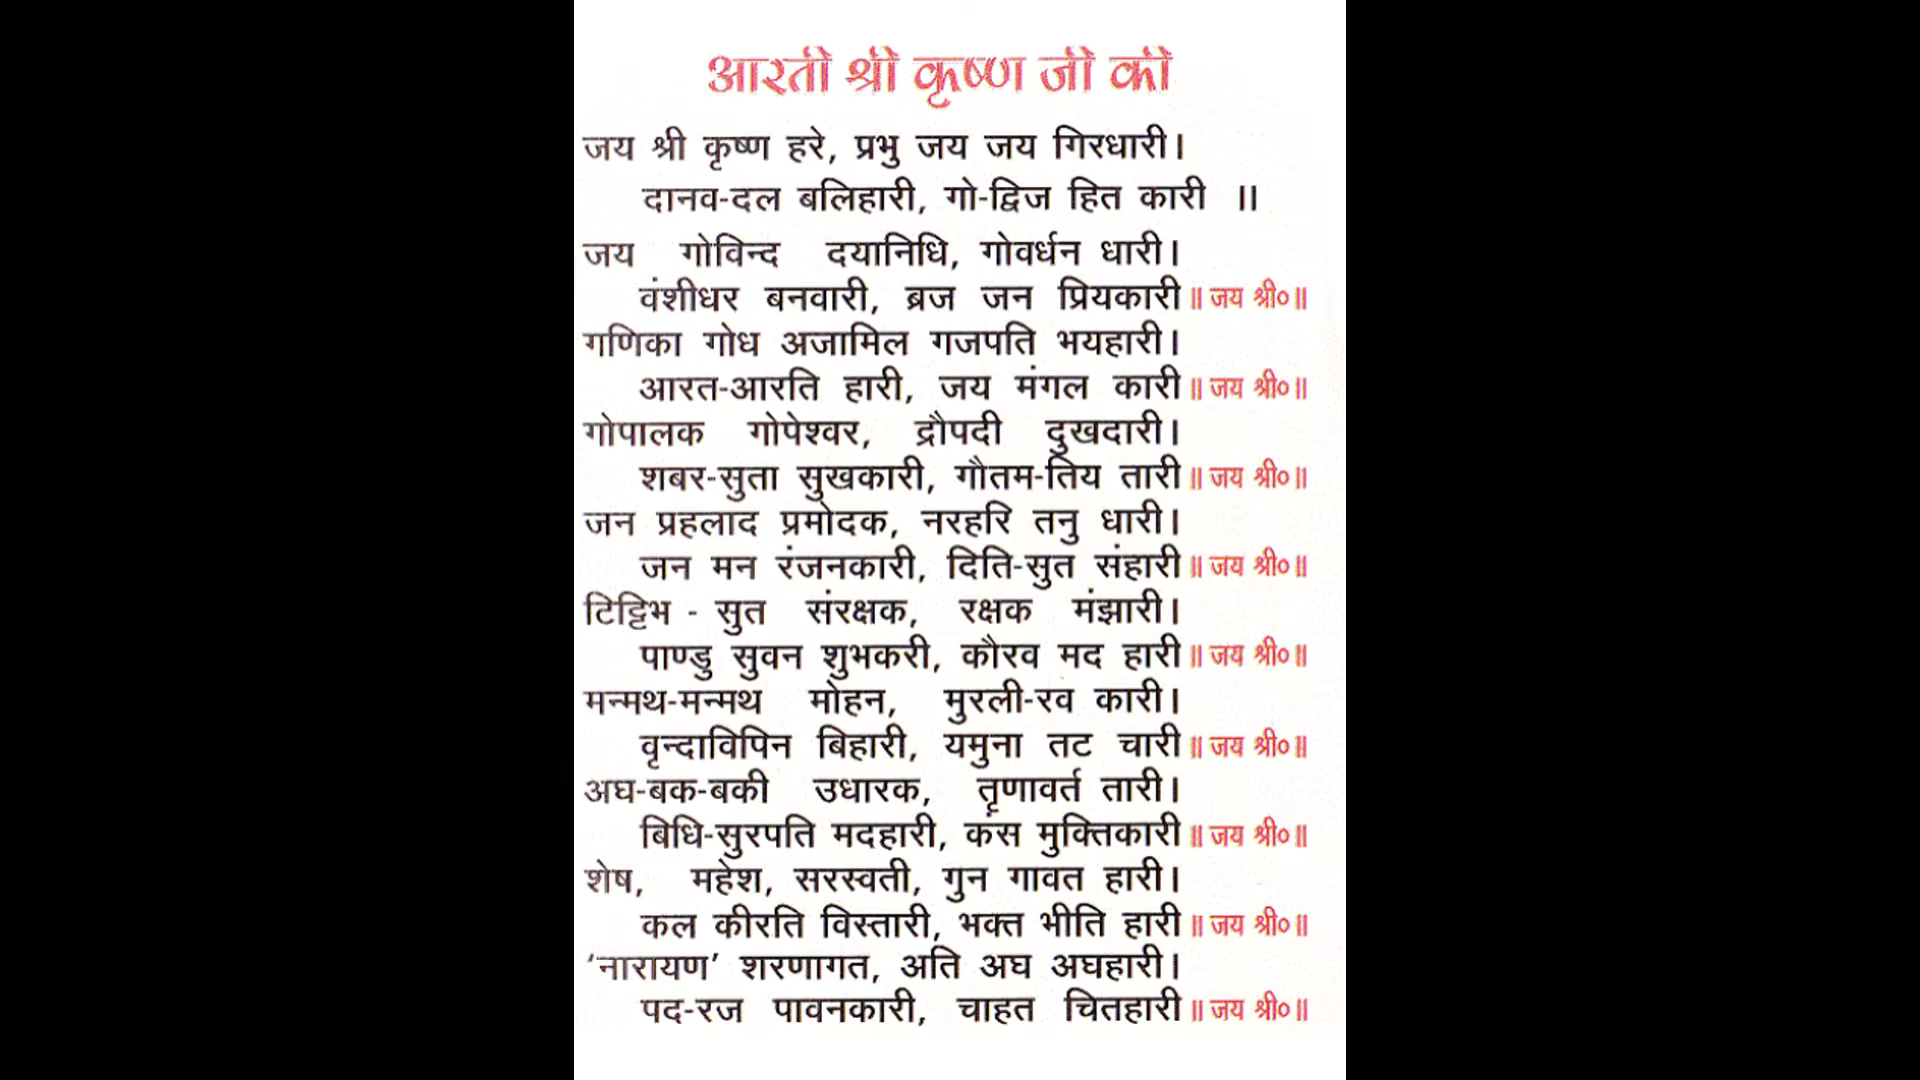 आरती श्री कृष्ण जी की
जय श्री कृष्ण हरे, प्रभु जय जय गिरधारी।
दानव-दल बलिहारी, गो-द्विज हित कारी ॥
जय गोविन्द दयानिधि, गोवर्धन धारी।
वंशीधर बनवारी, ब्रज जन प्रियकारी ॥ जय श्री० ॥
गणिका गोध अजामिल गजपति भयहारी।
आरत-आरति हारी, जय मंगल कारी ॥ जय श्री० ॥
गोपालक गोपेश्वर, द्रौपदी दुखदारी।
शबर-सुता सुखकारी, गौतम-तिय तारी ॥ जय श्री० ॥
जन प्रहलाद प्रमोदक, नरहरि तनु धारी।
जन मन रंजनकारी, दिति-सुत संहारी ॥ जय श्री० ॥
टिट्टिभ - सुत संरक्षक, रक्षक मंझारी।
पाण्डु सुवन शुभकरी, कौरव मद हारी ॥ जय श्री० ॥
मन्मथ-मन्मथ मोहन, मुरली-रव कारी।
वृन्दाविपिन बिहारी, यमुना तट चारी ॥ जय श्री० ॥
अघ-बक-बकी उधारक, तृणावर्त तारी।
बिधि-सुरपति मदहारी, कंस मुक्तिकारी ॥ जय श्री० ॥
शेष, महेश, सरस्वती, गुन गावत हारी।
कल कीरति विस्तारी, भक्त भीति हारी ॥ जय श्री० ॥
‘नारायण’ शरणागत, अति अघ अघहारी।
पद-रज पावनकारी, चाहत चितहारी ॥ जय श्री० ॥